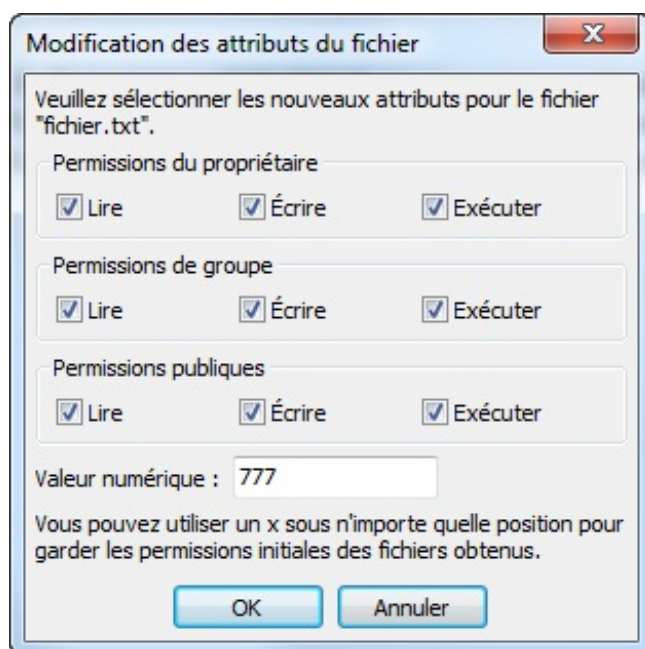 Modification des attributs du fichier
Veuillez sélectionner les nouveaux attributs pour le fichier
"fichier.txt".
Permissions du propriétaire
Lire Écrire Exécuter
Permissions de groupe
Lire Écrire Exécuter
Permissions publiques
Lire Écrire Exécuter
Valeur numérique : 777
Vous pouvez utiliser un x sous n'importe quelle position pour
garder les permissions initiales des fichiers obtenus.
OK Annuler